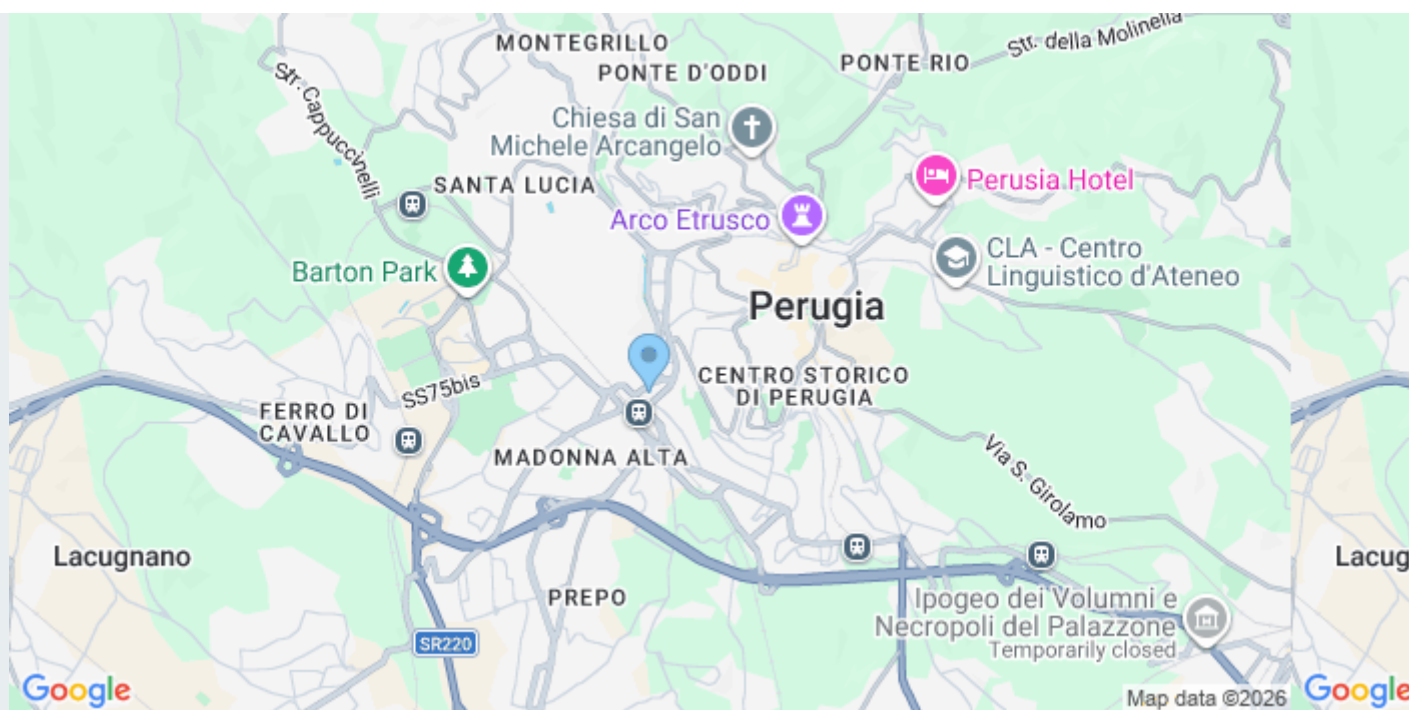 MONTEGRILLO
Str. della Molinella
PONTE D'ODDI
PONTE RIO
str. Cappuccinelli
Chiesa di San
Michele Arcangelo
SANTA LUCIA
Perusia Hotel
Arco Etrusco
Barton Park
CLA - Centro
Linguistico d'Ateneo
Perugia
SS75bis
CENTRO STORICO
DI PERUGIA
FERRO DI
CAVALLO
MADONNA ALTA
Via S. Girolamo
Lacugnano
Lacug
PREPO
Ipogeo dei Volumni e
Necropoli del Palazzone
Temporarily closed
SR220
Google
Map data ©2026
Google